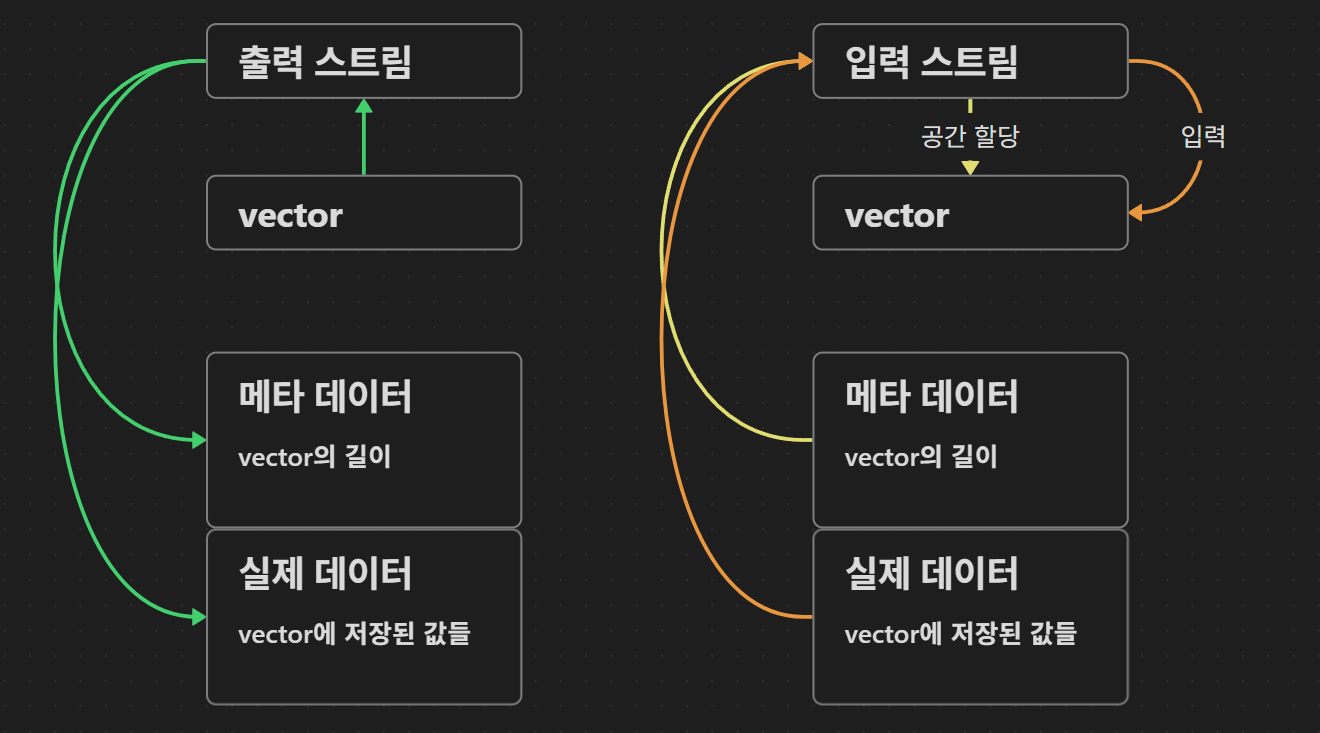 출력 스트림
vector
메타 데이터
vector의 길이
실제 데이터
vector에 저장된 값들
입력 스트림
공간 할당
입력
vector
메타 데이터
vector의 길이
실제 데이터
vector에 저장된 값들